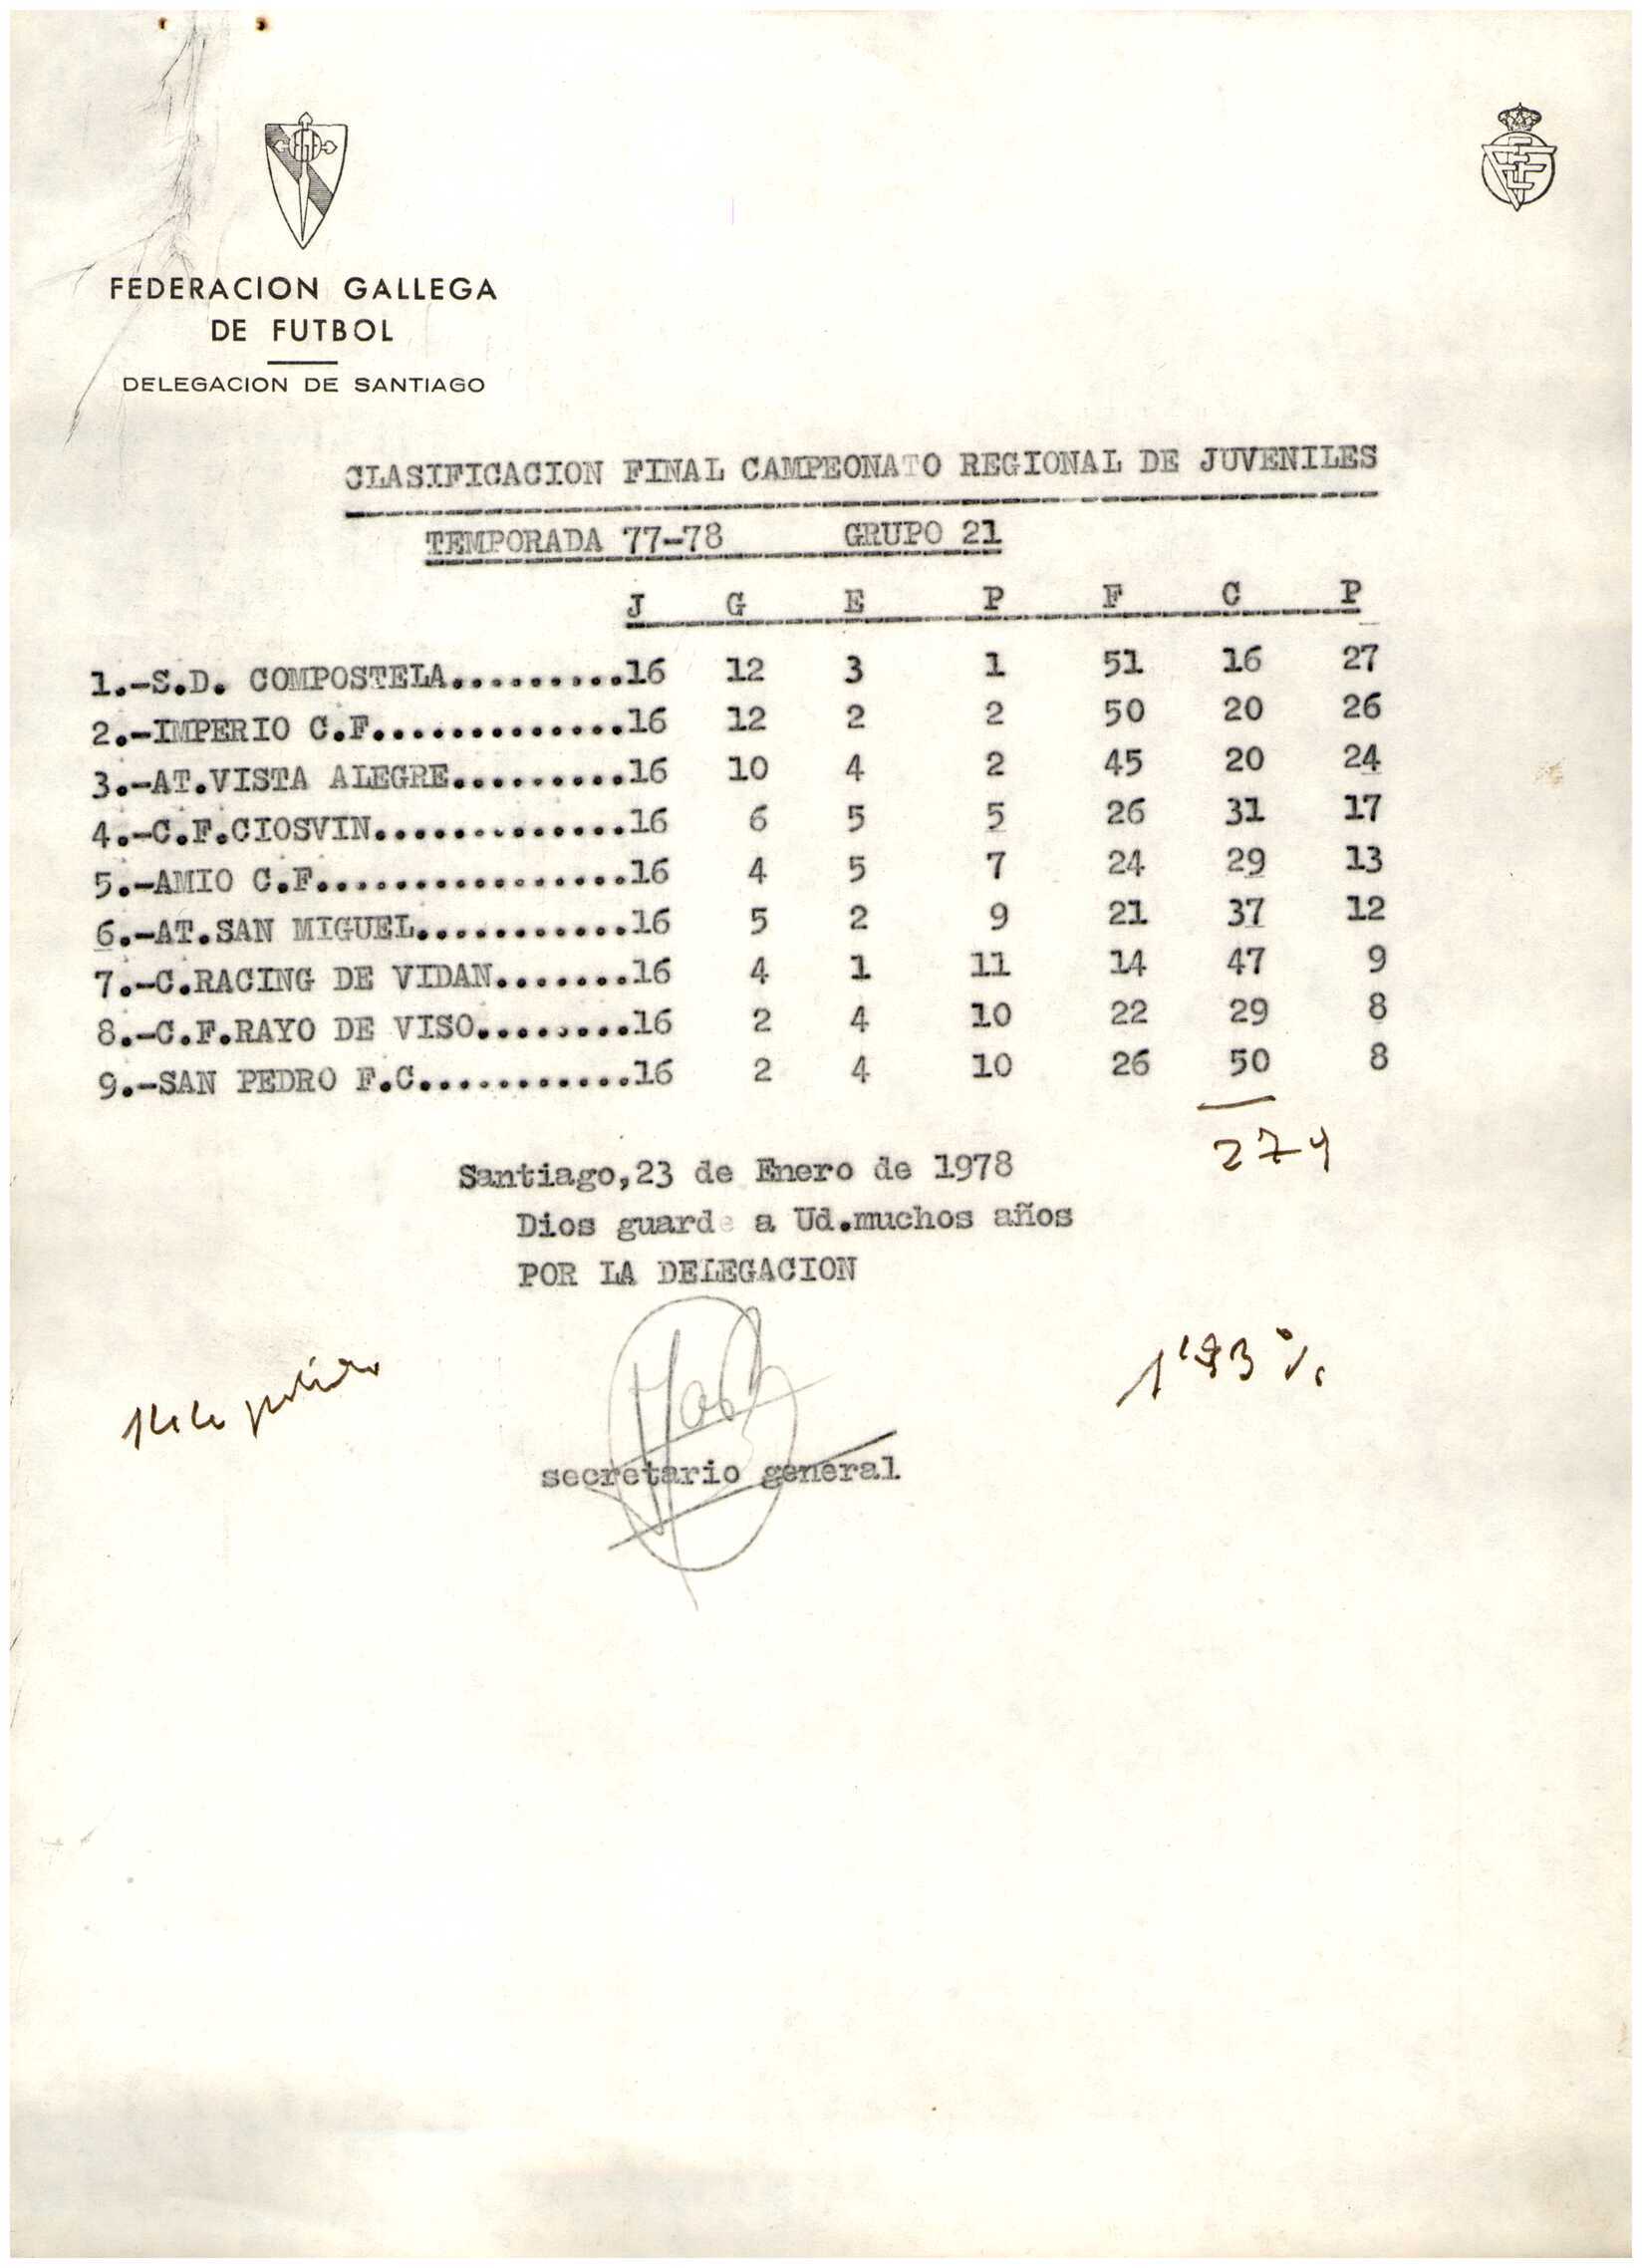 FEDERACION GALLEGA
DE FUTBOL
DELEGACION DE SANTIAGO
CLASIFICACION FINAL CAMPEONATO REGIONAL DE JUVENILES
TEMPORADA 77-78 GRUPO 21
J G E P F C P
1.-S.D. COMPOSTELA.........16 12 3 1 51 16 27
2.-IMPERIO C.F.............16 12 2 2 50 20 26
3.-AT.VISTA ALEGRE.........16 10 4 2 45 20 24
4.-C.F.CIOSVIN.............16 6 5 5 26 31 17
5.-AMIO C.F................16 4 5 7 24 29 13
6.-AT.SAN MIGUEL...........16 5 2 9 21 37 12
7.-C.RACING DE VIDAN.......16 4 1 11 14 47 9
8.-C.F.RAYO DE VISO........16 2 4 10 22 29 8
9.-SAN PEDRO F.C...........16 2 4 10 26 50 8
274
Santiago,23 de Enero de 1978
Dios guarde a Ud.muchos años
POR LA DELEGACION
secretario general